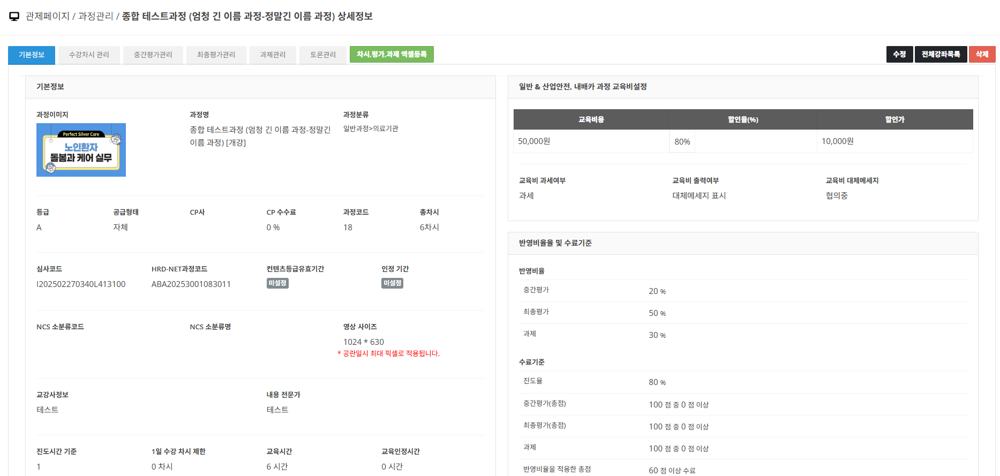 관제페이지 / 과정관리 / 종합 테스트과정 (엄청 긴 이름 과정-정말긴 이름 과정) 상세정보
기본정보 수강차시 관리 중간평가관리 최종평가관리 과제관리 토론관리 차시,평가,과제 엑셀등록 수정 전체강좌목록 삭제
기본정보
과정이미지 과정명 과정분류
Perfect Silver Care
노인환자
돌봄과 케어 실무
종합 테스트과정 (엄청 긴 이름 과정-정말긴
이름 과정) [개강]
일반과정>의료기관
등급 공급형태 CP사 CP 수수료 과정코드 총차시
A 자체 0 % 18 6차시
심사코드 HRD-NET과정코드 컨텐츠등급유효기간 인정 기간
I202502270340L413100 ABA20253001083011 미설정 미설정
NCS 소분류코드 NCS 소분류명 영상 사이즈
1024 * 630
* 공란일시 최대 픽셀로 적용됩니다.
교강사정보 내용 전문가
테스트 테스트
진도시간 기준 1일 수강 차시 제한 교육시간 교육인정시간
1 0 차시 6 시간 0 시간
일반 & 산업안전, 내배카 과정 교육비설정
교육비용 할인율(%) 할인가
50,000원 80% 10,000원
교육비 과세여부 교육비 출력여부 교육비 대체메세지
과세 대체메세지 표시 협의중
반영비율율 및 수료기준
반영비율
중간평가 20 %
최종평가 50 %
과제 30 %
수료기준
진도율 80 %
중간평가(총점) 100 점 중 0 점 이상
최종평가(총점) 100 점 중 0 점 이상
과제 100 점 중 0 점 이상
반영비율을 적용한 총점 60 점 이상 수료